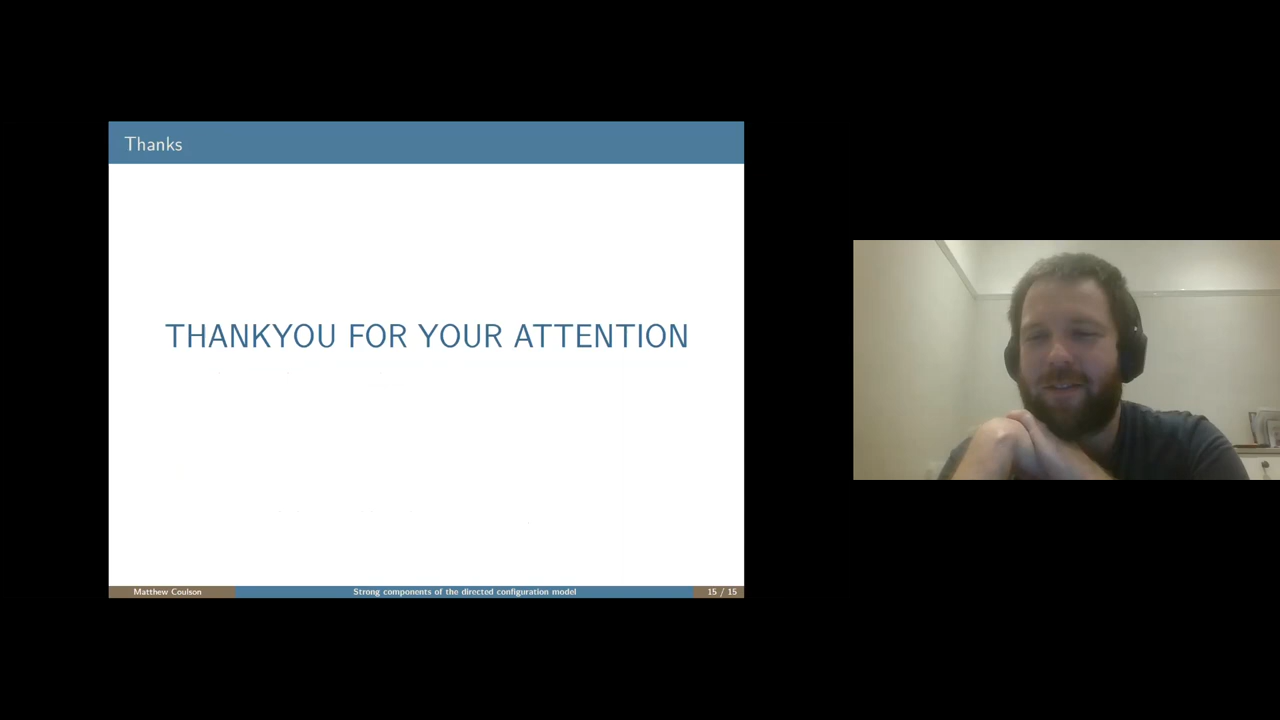 Thanks
THANKYOU FOR YOUR ATTENTION
Matthew Coulson
Strong components of the directed configuration model
15 / 15